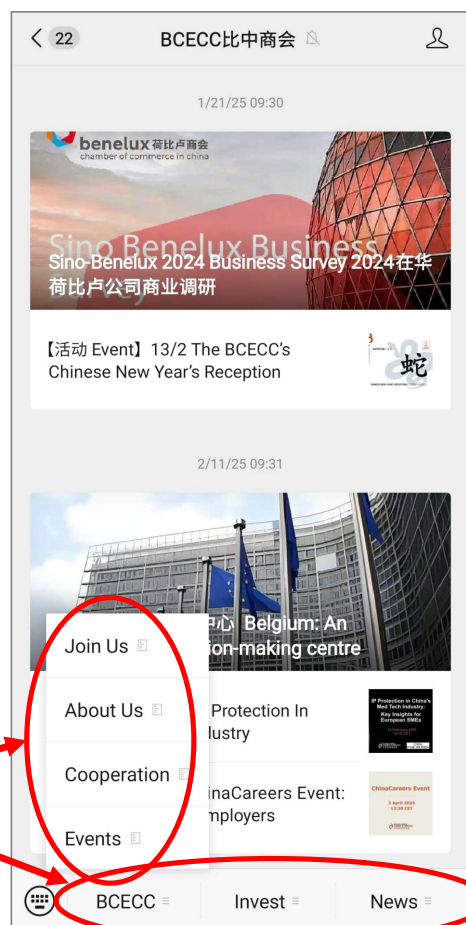 22
BCECC比中商会
1/21/25 09:30
benelux 荷比卢商会
chamber of commerce in china
Sino Benelux Business
Survey
Sino-Benelux 2024 Business Survey 2024在华
荷比卢公司商业调研
【活动 Event】13/2 The BCECC's
Chinese New Year's Reception
蛇
2/11/25 09:31
中心 Belgium: An
ion-making centre
Protection In
lustry
IP Protection in China's
Med Tech Industry:
Key Insights for
European SMEs
inaCareers Event:
mployers
ChinaCareers Event
Join Us
About Us
Cooperation
Events
BCECC
Invest
News